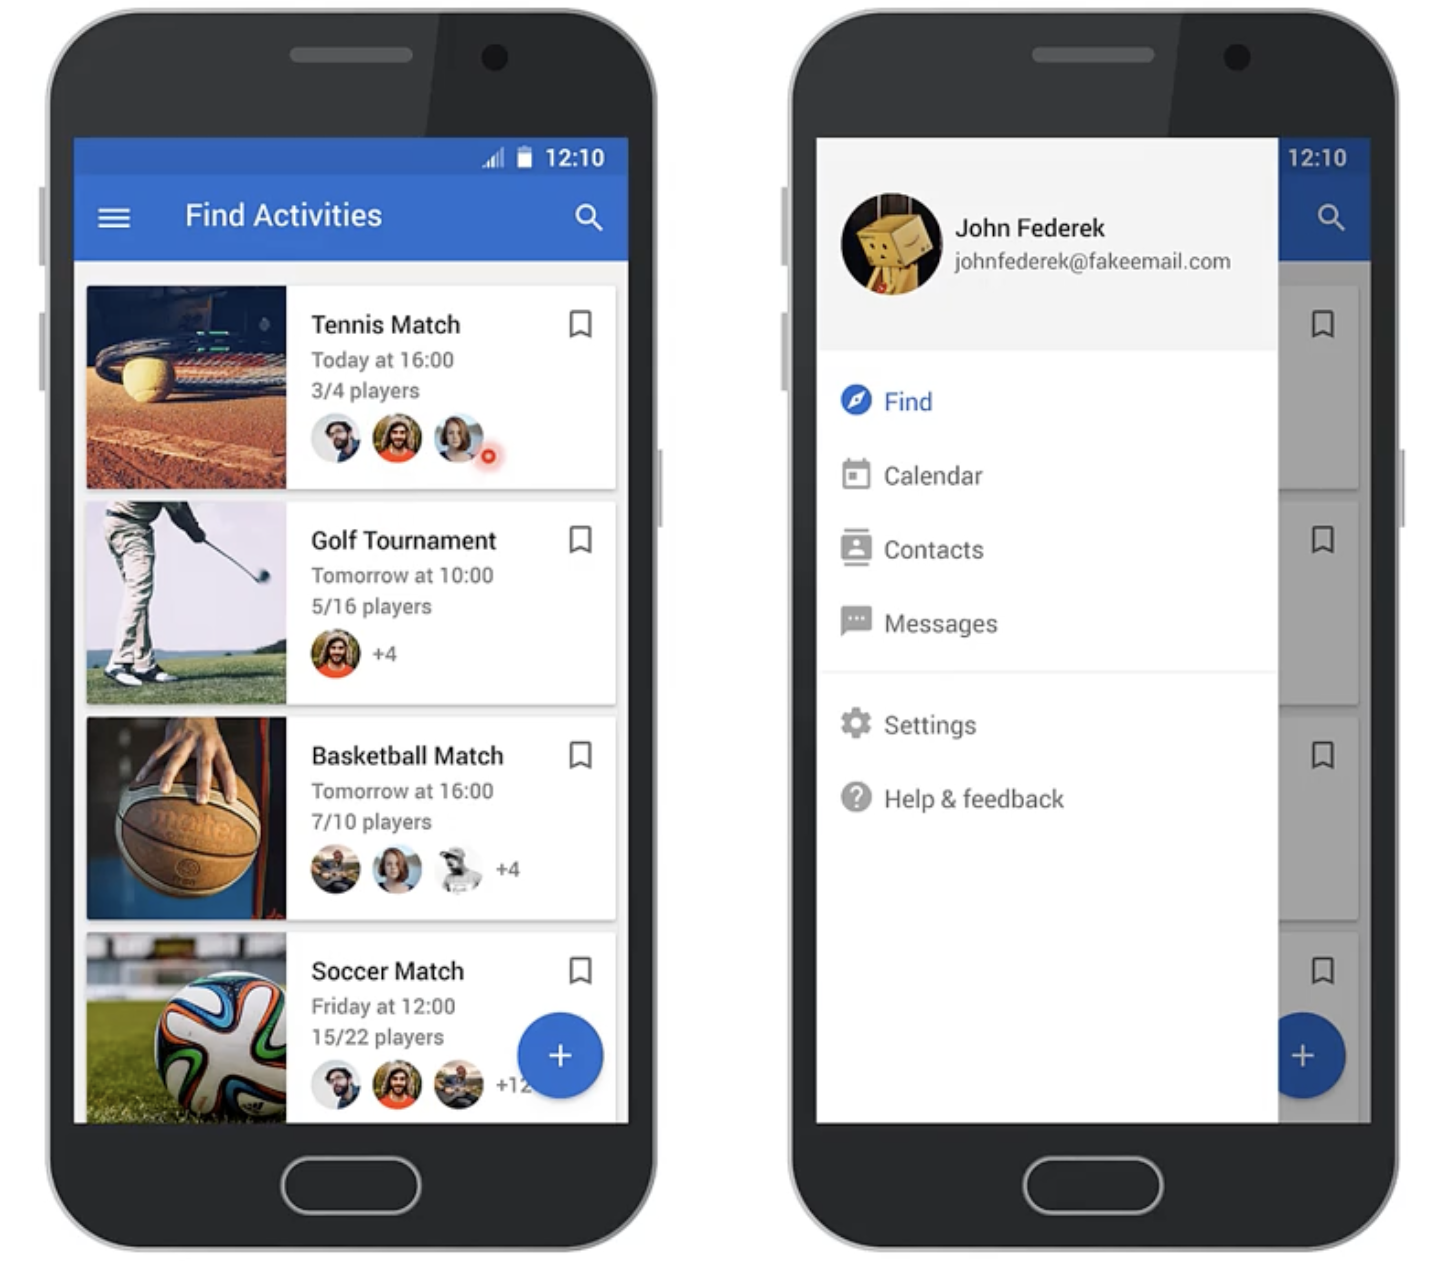 12:10
Find Activities
Tennis Match
Today at 16:00
3/4 players
Golf Tournament
Tomorrow at 10:00
5/16 players
+4
molten
Basketball Match
Tomorrow at 16:00
7/10 players
+4
Soccer Match
Friday at 12:00
15/22 players
+12
+
12:10
John Federek
johnfederek@fakeemail.com
Find
Calendar
Contacts
Messages
Settings
Help & feedback
+